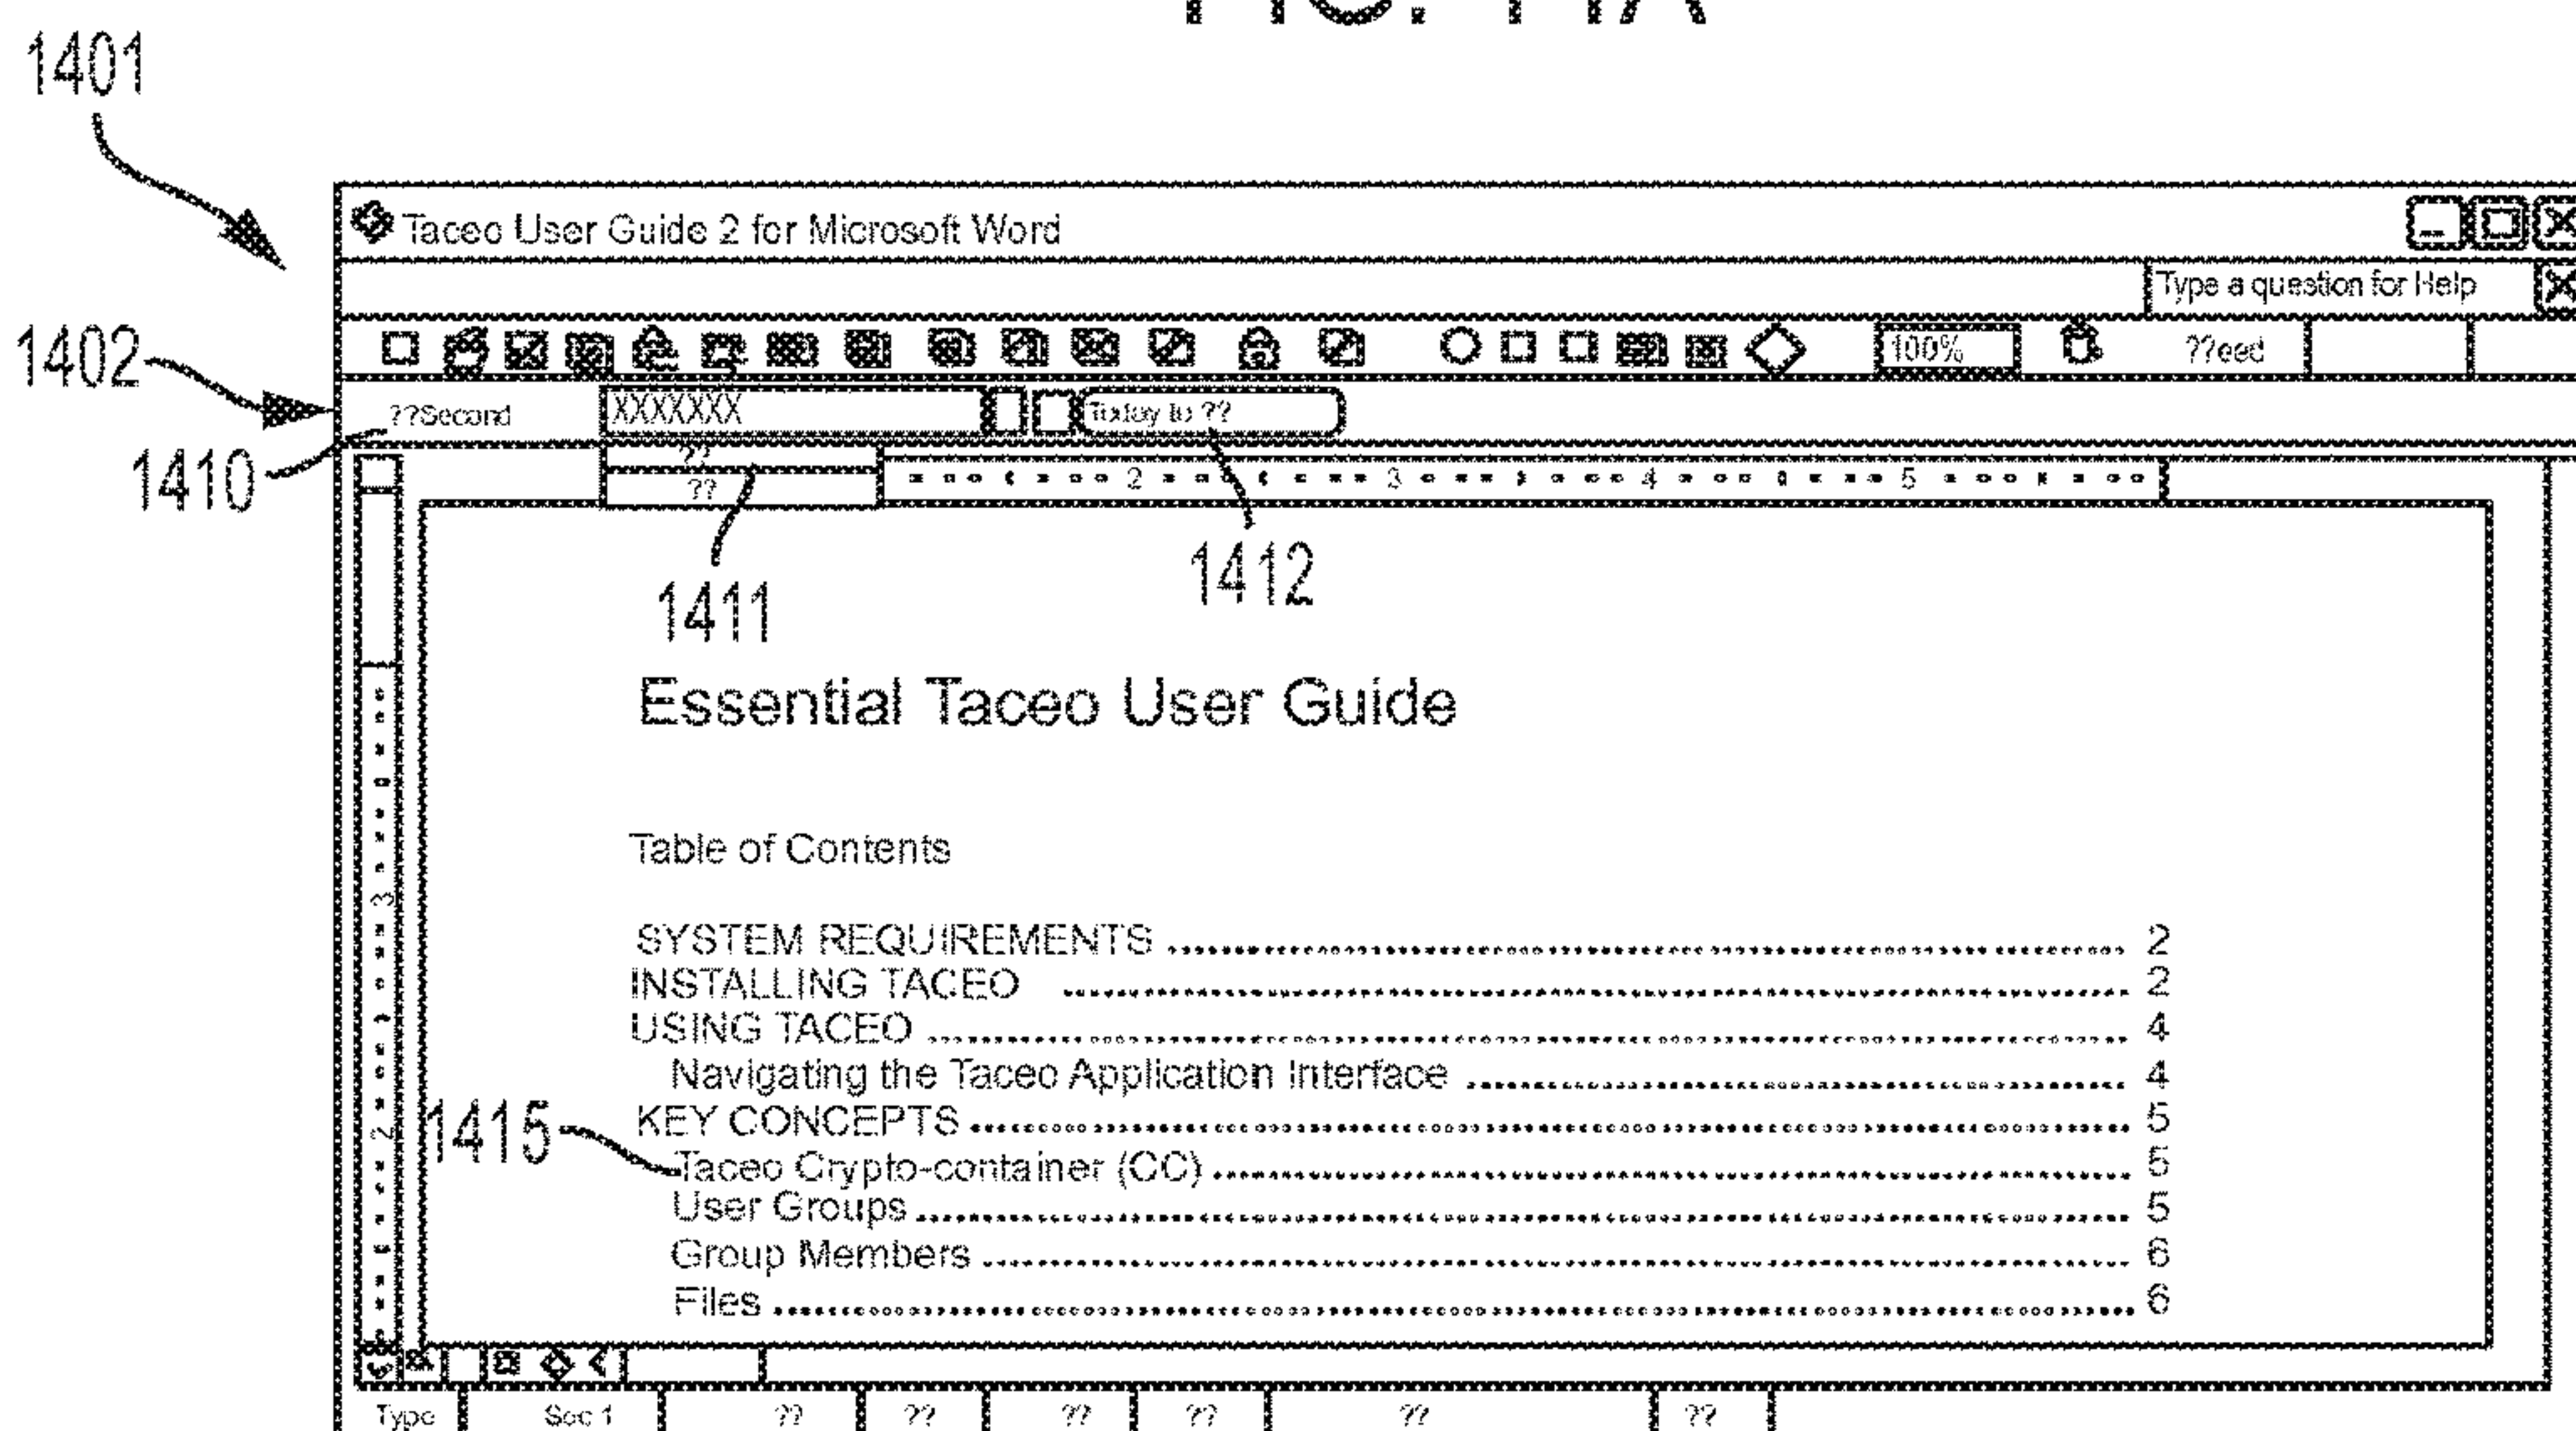 1401
Taceo User Guide 2 for Microsoft Word
Type a question for Help
1402
100%
??eed
??Second
XXXXXXX
Today to ??
1410
??
2
3
4
5
??
1412
1411
Essential Taceo User Guide
Table of Contents
3
SYSTEM REQUIREMENTS ........ 2
INSTALLING TACEO ........ 2
USING TACEO ........ 4
Navigating the Taceo Application Interface ........ 4
2
1415
KEY CONCEPTS ........ 5
Taceo Crypto-container (CC) ........ 5
User Groups ........ 5
Group Members ........ 6
Files ........ 6
Type Sec 1 ?? ?? ?? ?? ?? ??